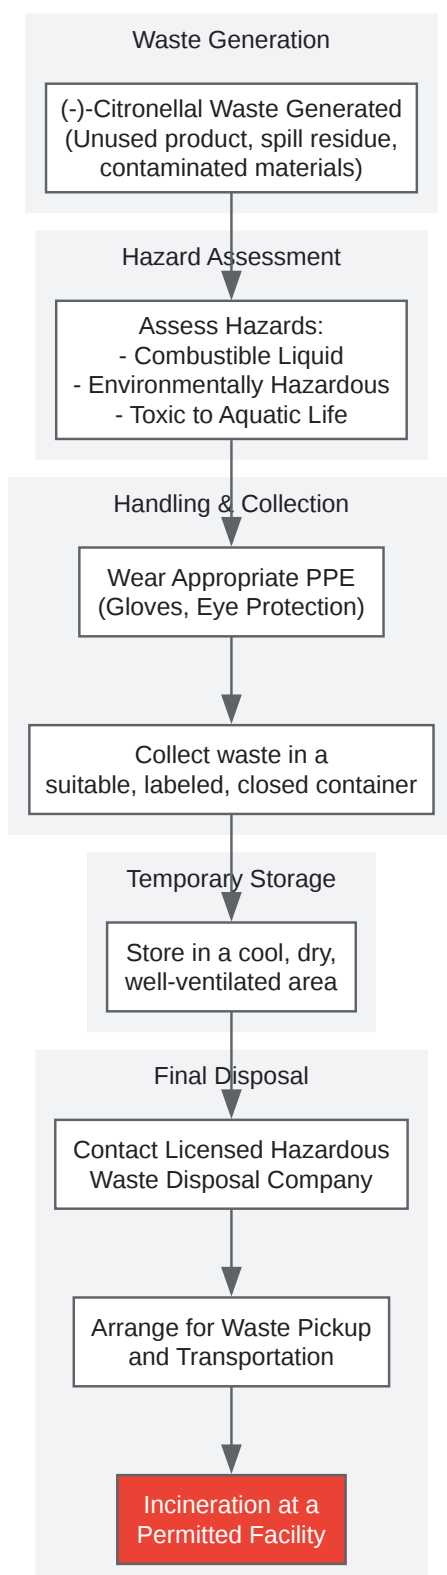 Waste Generation
(-)-Citronellal Waste Generated
(Unused product, spill residue,
contaminated materials)
Hazard Assessment
Assess Hazards:
- Combustible Liquid
- Environmentally Hazardous
- Toxic to Aquatic Life
Handling & Collection
Wear Appropriate PPE
(Gloves, Eye Protection)
Collect waste in a
suitable, labeled, closed container
Temporary Storage
Store in a cool, dry,
well-ventilated area
Final Disposal
Contact Licensed Hazardous
Waste Disposal Company
Arrange for Waste Pickup
and Transportation
Incineration at a
Permitted Facility